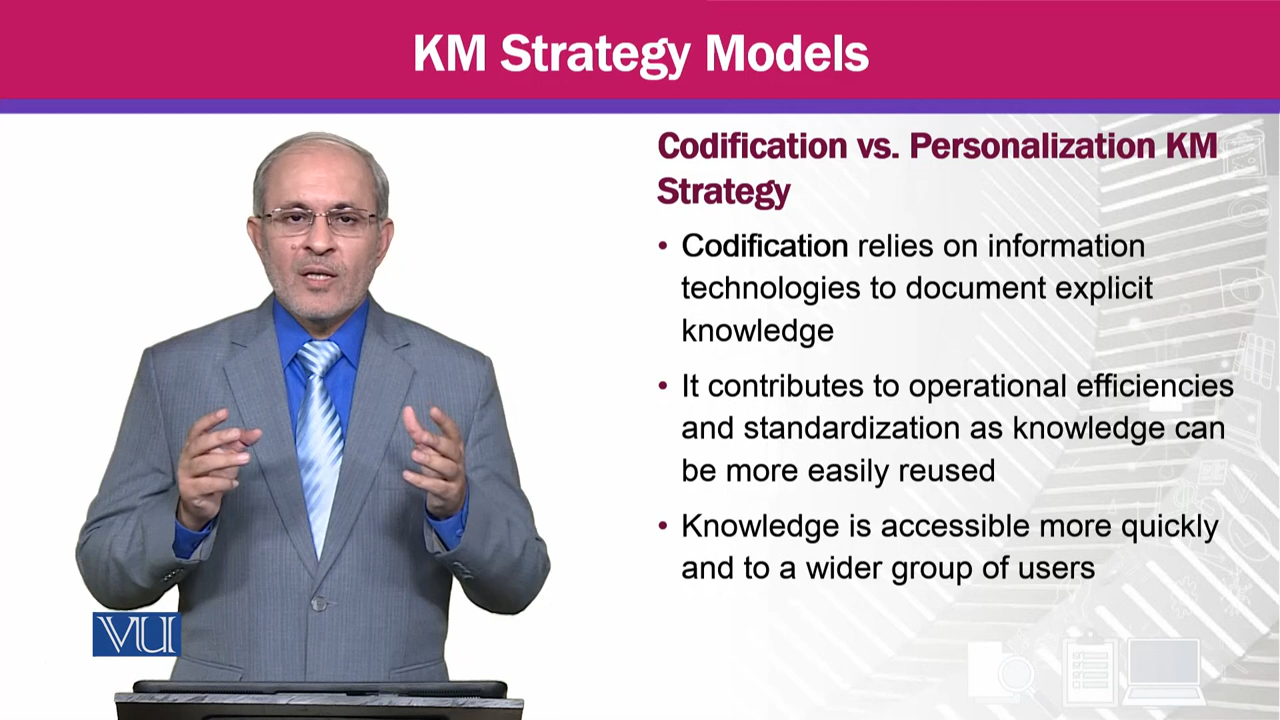 KM Strategy Models
Codification vs. Personalization KM
Strategy
• Codification relies on information
technologies to document explicit
knowledge
• It contributes to operational efficiencies
and standardization as knowledge can
be more easily reused
• Knowledge is accessible more quickly
and to a wider group of users
VU